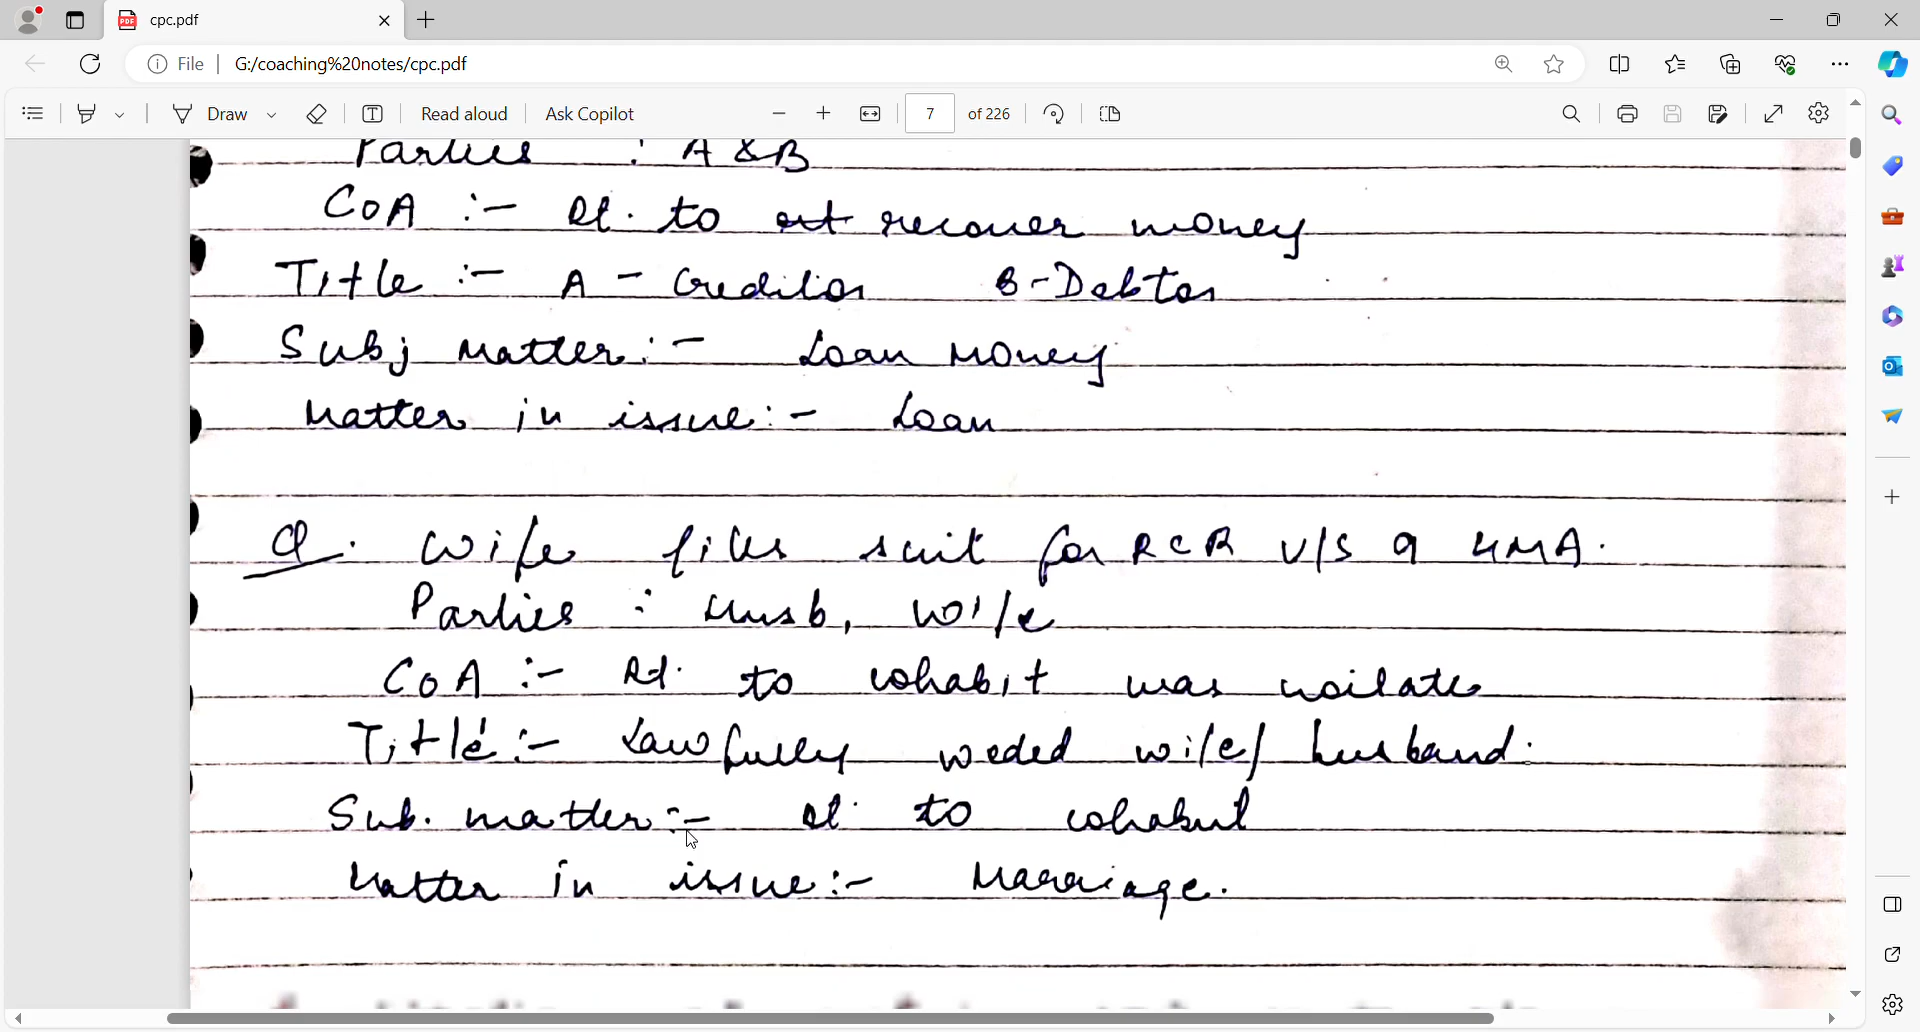 cpc.pdf
File G:/coaching%20notes/cpc.pdf
Draw Read aloud Ask Copilot 7 of 226
Parties : A & B
COA :- Rt. to recover money
Title :- A - Creditor B - Debtor
Subj Matter :- Loan Money
Matter in issue :- Loan
Q. Wife files suit for RCR v/s 9 HMA.
Parties : Husb, wife
COA :- Rt. to cohabit was voilate
Title :- Lawfully weded wife/ husband.
Sub. matter :- Rt. to cohabit
Matter in issue :- Marriage.